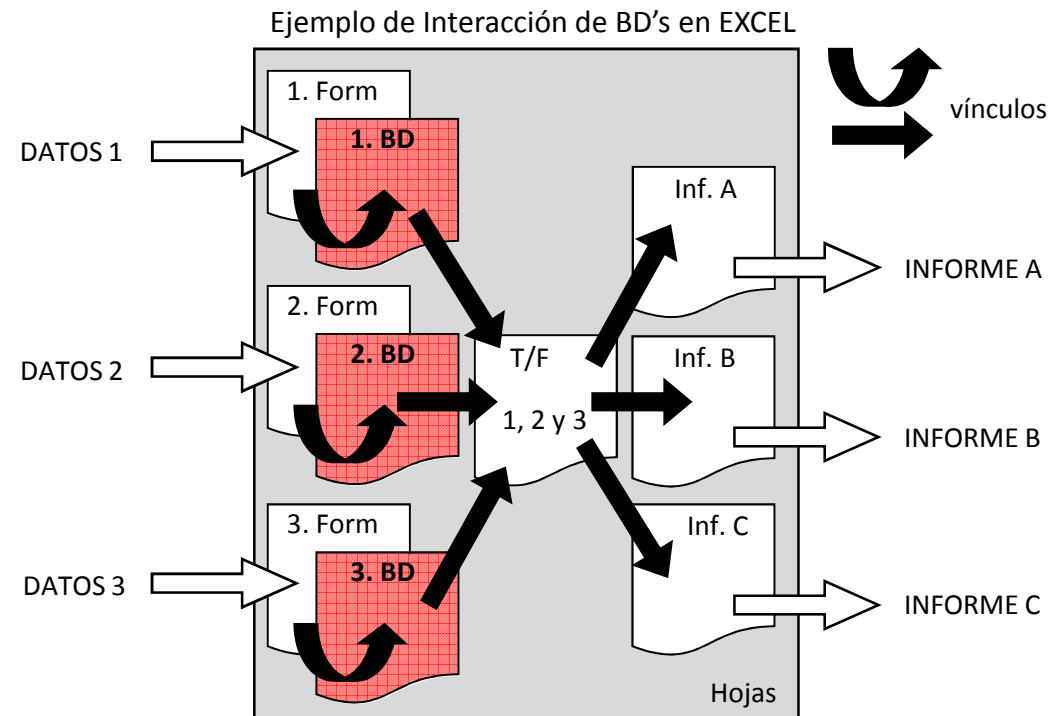 Ejemplo de Interacción de BD's en EXCEL
vínculos
DATOS 1
1. Form
1. BD
Inf. A
INFORME A
DATOS 2
2. Form
2. BD
T/F
1, 2 y 3
Inf. B
INFORME B
DATOS 3
3. Form
3. BD
Inf. C
INFORME C
Hojas